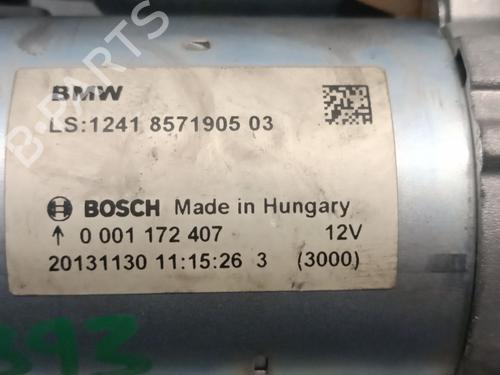 B-PARTS
BMW
LS:1241 8571905 03
BOSCH Made in Hungary
↑ 0 001 172 407 12V
20131130 11:15:26 3 (3000)
393